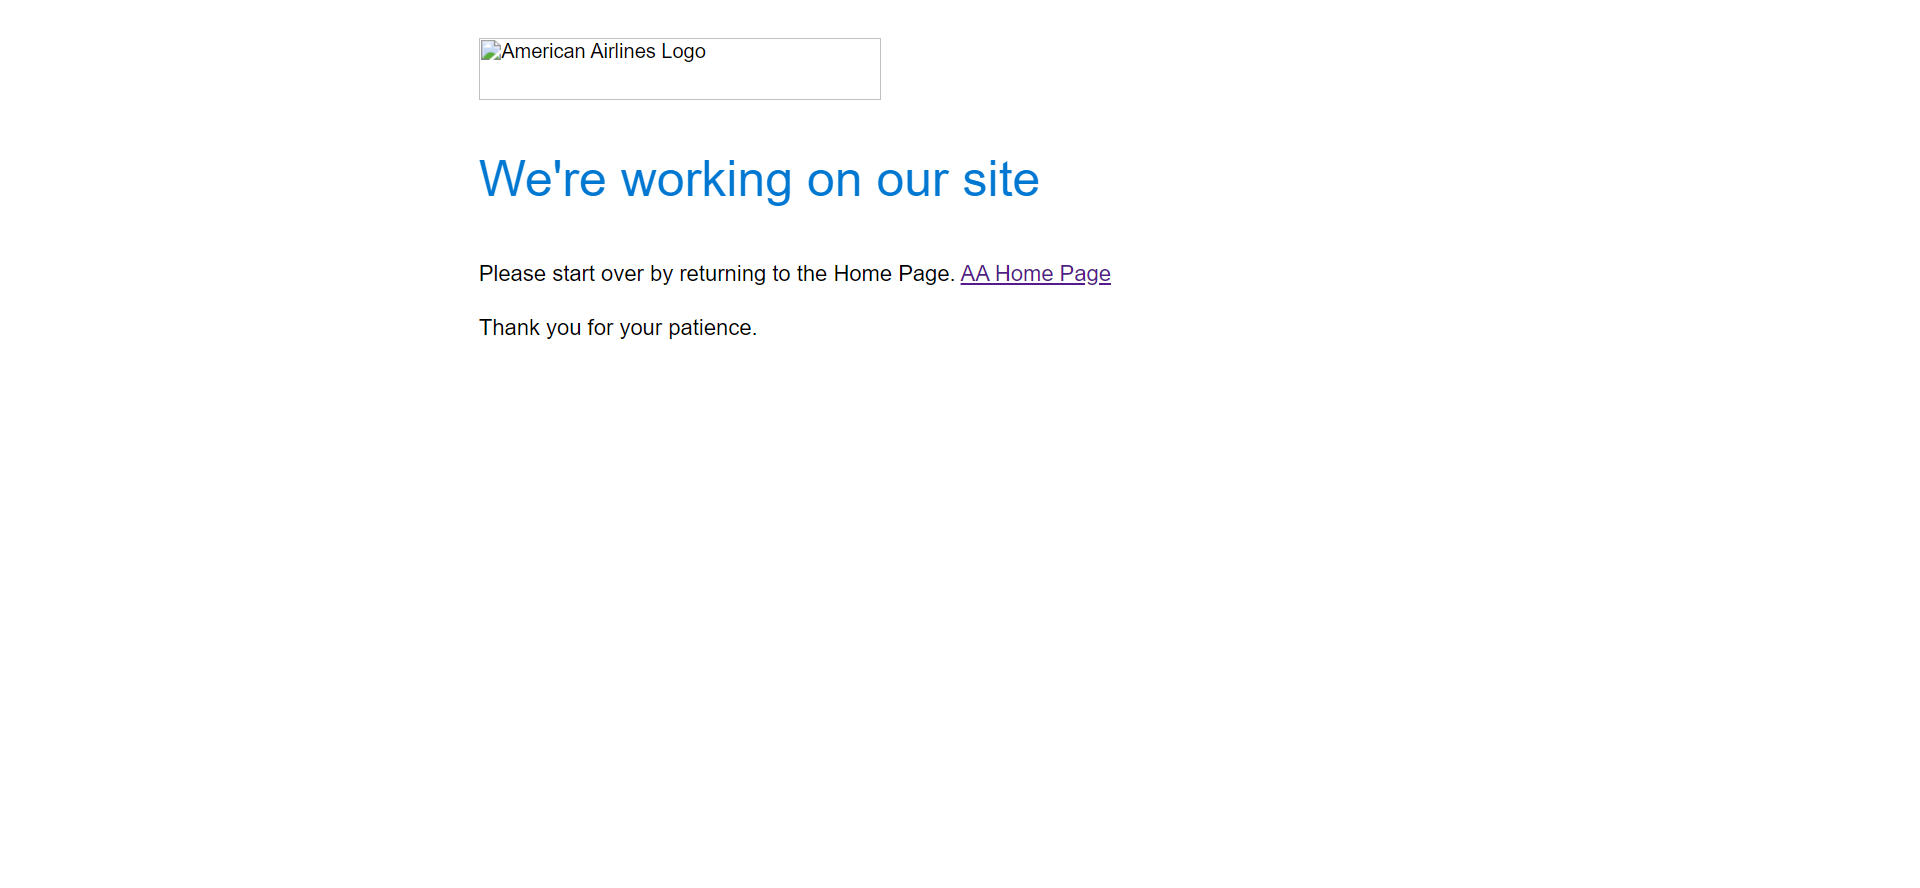 American Airlines Logo
We're working on our site
Please start over by returning to the Home Page. AA Home Page
Thank you for your patience.